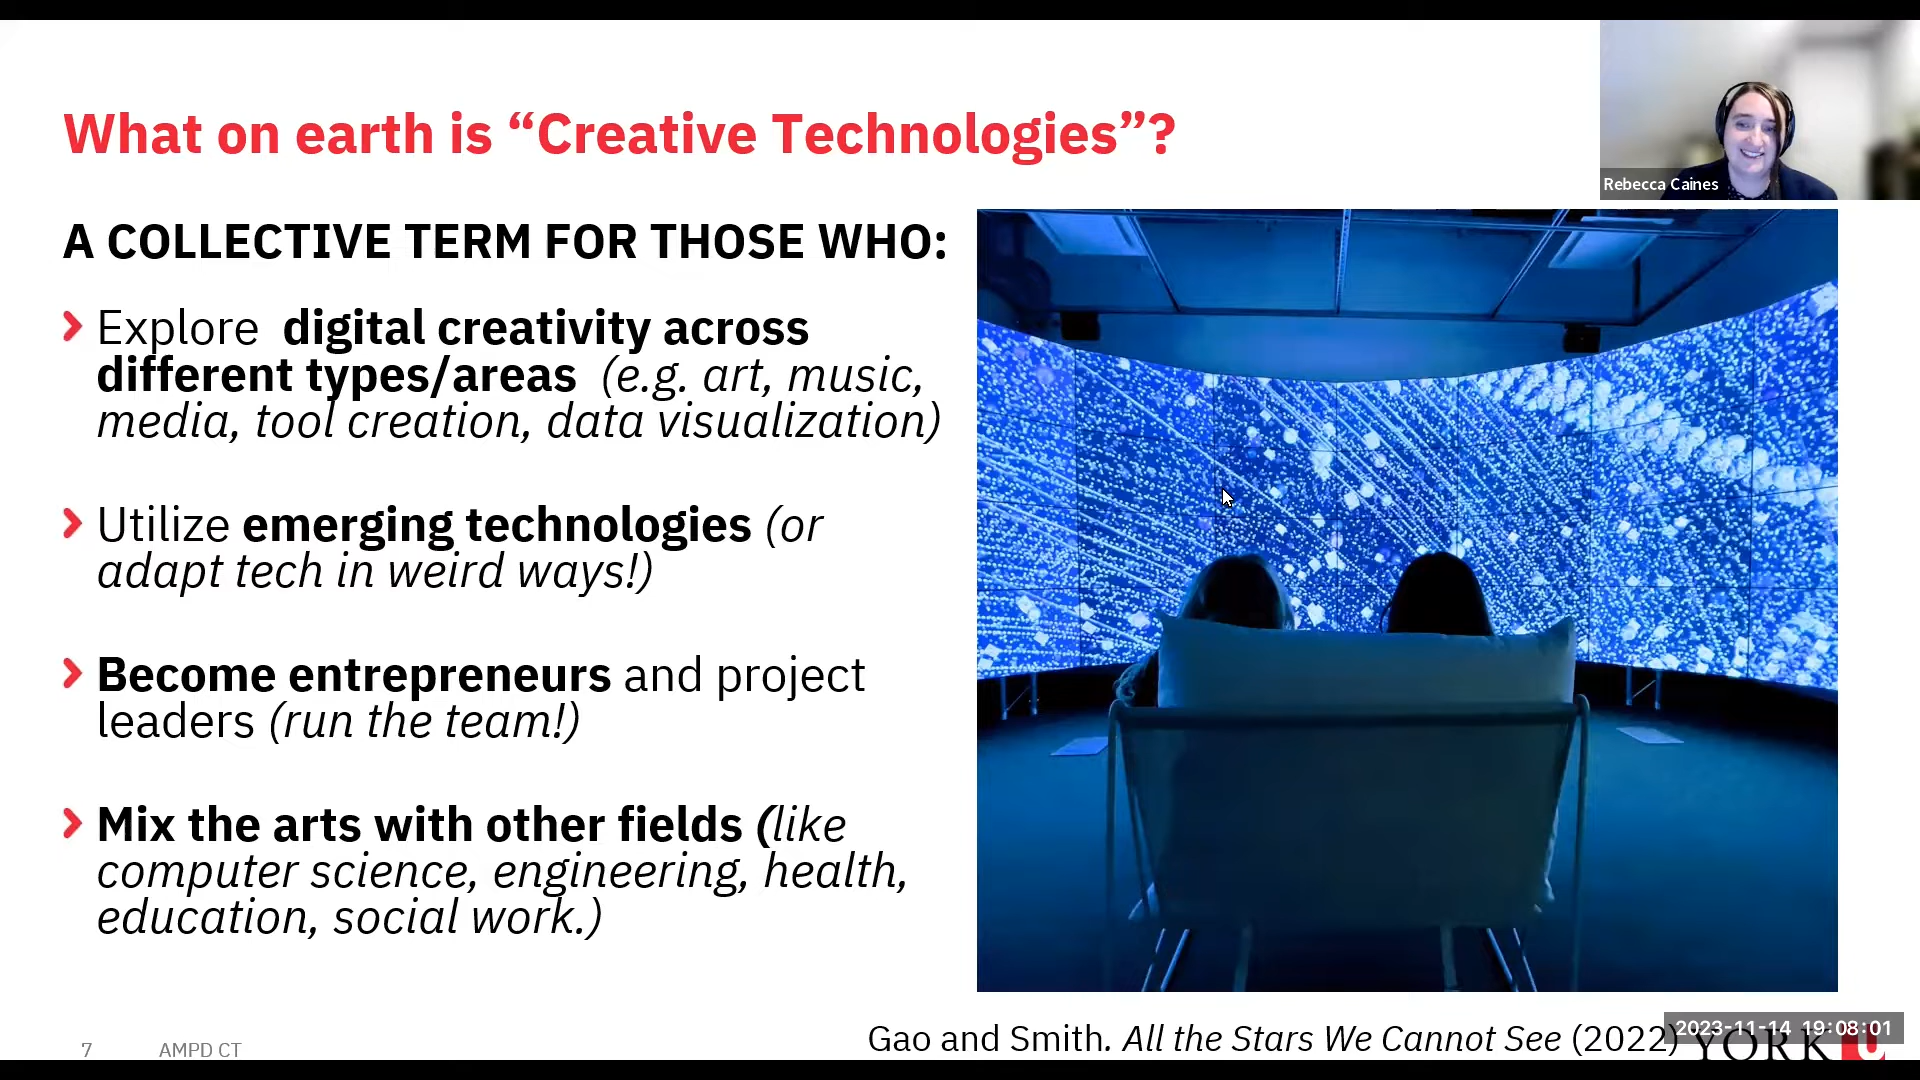 What on earth is “Creative Technologies”?
Rebecca Caines
A COLLECTIVE TERM FOR THOSE WHO:
Explore digital creativity across
different types/areas (e.g. art, music,
media, tool creation, data visualization)
Utilize emerging technologies (or
adapt tech in weird ways!)
Become entrepreneurs and project
leaders (run the team!)
Mix the arts with other fields (like
computer science, engineering, health,
education, social work.)
Gao and Smith. All the Stars We Cannot See (2022)
2023-11-14 19:08:01
YORK U
7 AMPD CT